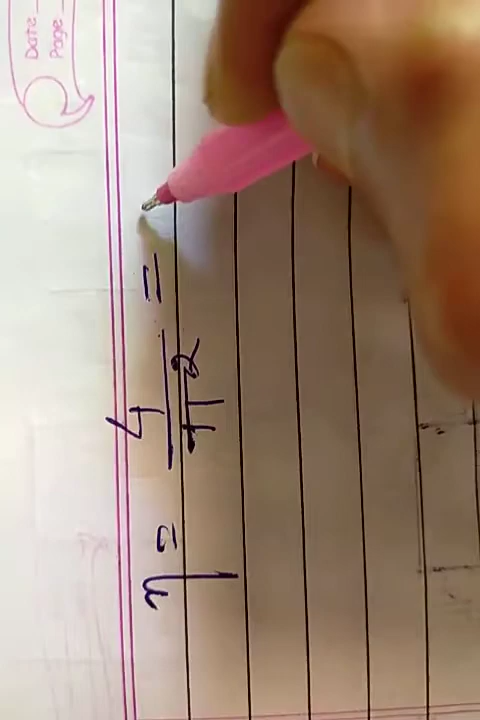 Date
Page
η = 4/π² =